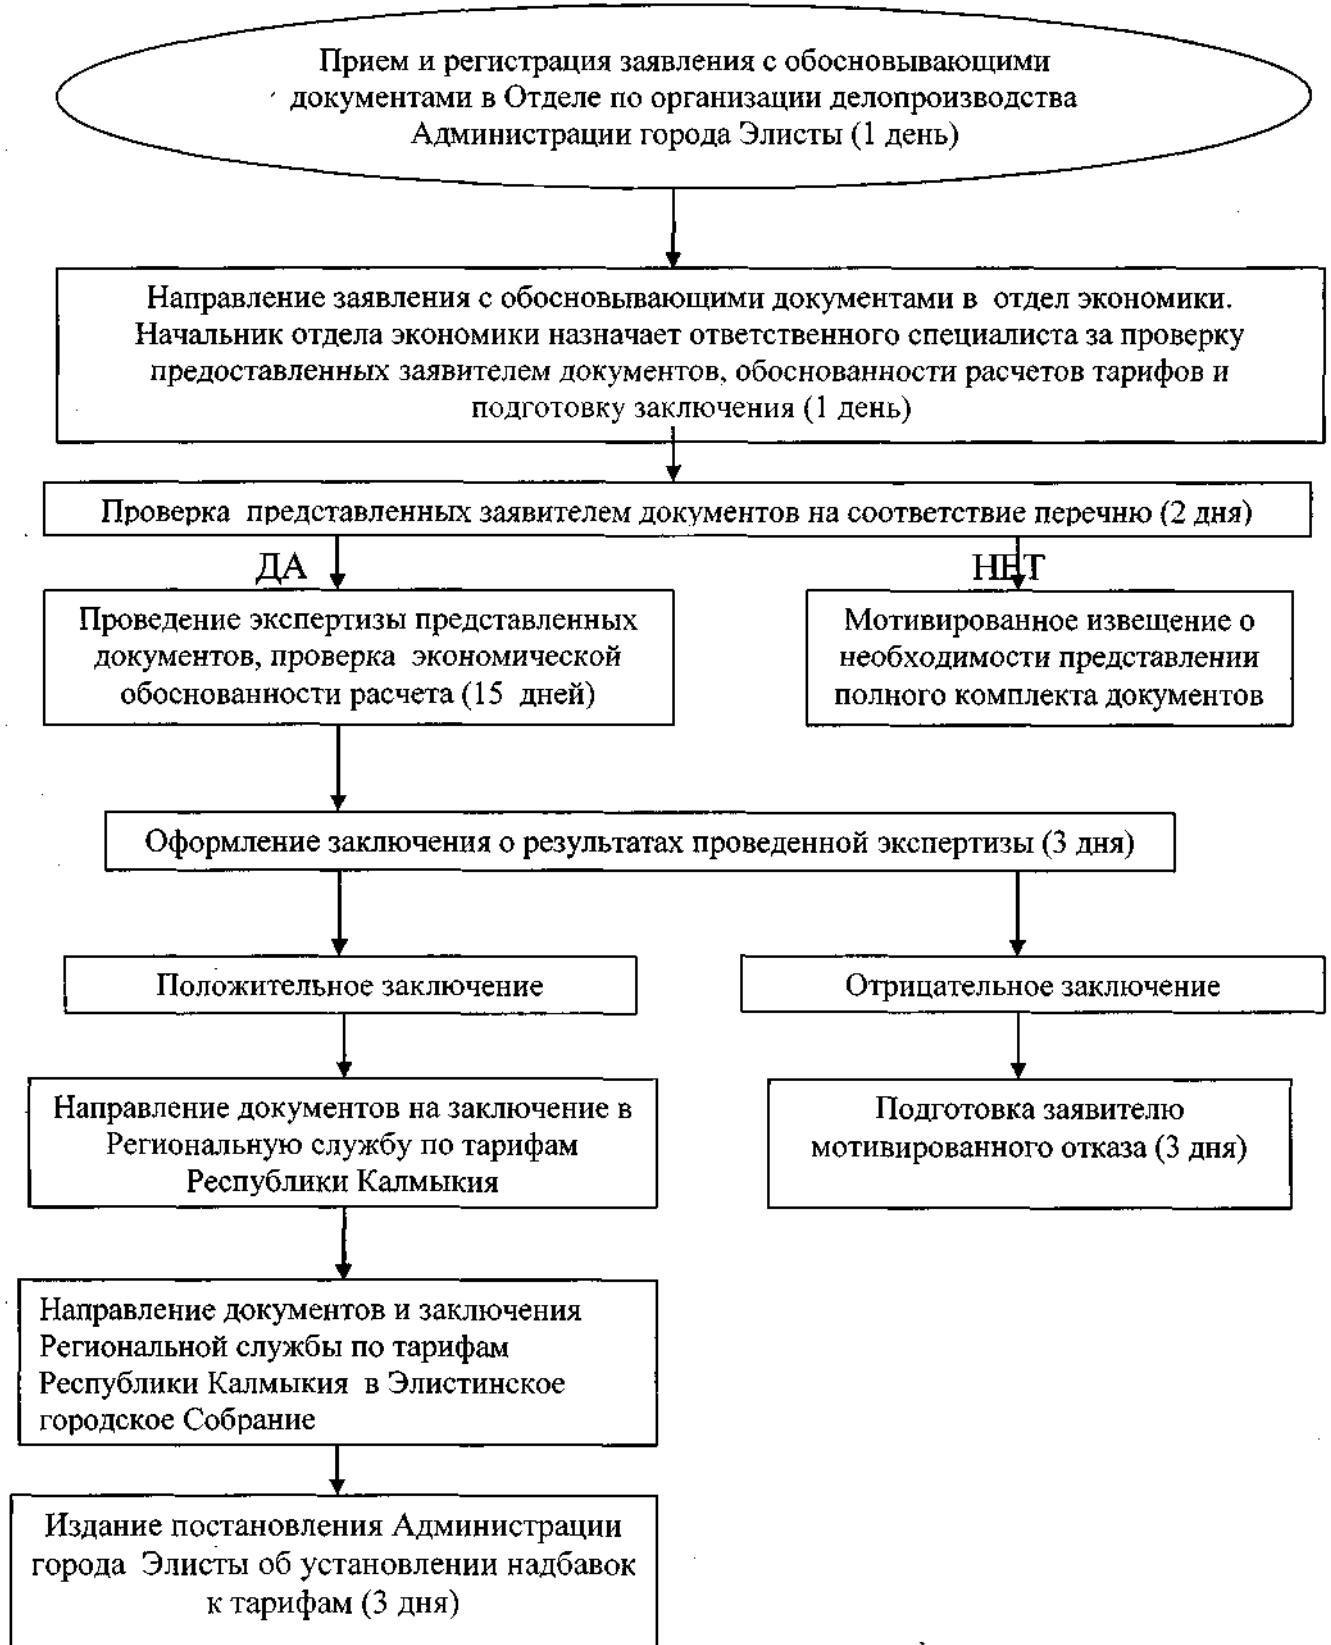 Прием и регистрация заявления с обосновывающими
документами в Отделе по организации делопроизводства
Администрации города Элисты (1 день)
Направление заявления с обосновывающими документами в отдел экономики.
Начальник отдела экономики назначает ответственного специалиста за проверку
предоставленных заявителем документов, обоснованности расчетов тарифов и
подготовку заключения (1 день)
Проверка представленных заявителем документов на соответствие перечню (2 дня)
ДА
НЕТ
Проведение экспертизы представленных
документов, проверка экономической
обоснованности расчета (15 дней)
Мотивированное извещение о
необходимости представлении
полного комплекта документов
Оформление заключения о результатах проведенной экспертизы (3 дня)
Положительное заключение
Отрицательное заключение
Направление документов на заключение в
Региональную службу по тарифам
Республики Калмыкия
Подготовка заявителю
мотивированного отказа (3 дня)
Направление документов и заключения
Региональной службы по тарифам
Республики Калмыкия в Элистинское
городское Собрание
Издание постановления Администрации
города Элисты об установлении надбавок
к тарифам (3 дня)